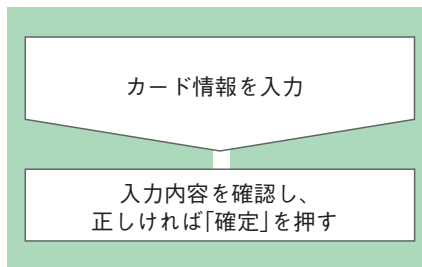 カード情報を入力
入力内容を確認し、
正しければ「確定」を押す